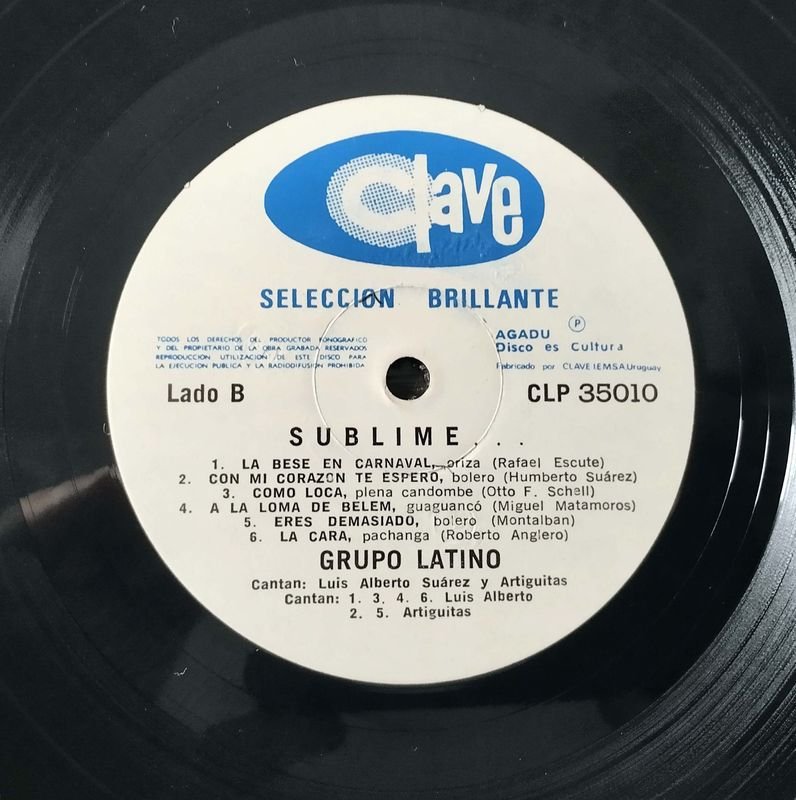 Clave
SELECCION BRILLANTE
TODOS LOS DERECHOS DEL PRODUCTOR FONOGRAFICO
Y DEL PROPIETARIO DE LA OBRA GRABADA RESERVADOS
REPRODUCCION UTILIZACION DE ESTE DISCO PARA
LA EJECUCION PUBLICA Y LA RADIODIFUSION PROHIBIDA
AGADU Ⓟ
Disco es Cultura
Fabricado por CLAVE I.E.M.S.A. Uruguay
Lado B
CLP 35010
SUBLIME...
1. LA BESE EN CARNAVAL, oriza (Rafael Escute)
2. CON MI CORAZON TE ESPERO, bolero (Humberto Suárez)
3. COMO LOCA, plena candombe (Otto F. Schell)
4. A LA LOMA DE BELEM, guaguancó (Miguel Matamoros)
5. ERES DEMASIADO, bolero (Montalban)
6. LA CARA, pachanga (Roberto Anglero)
GRUPO LATINO
Cantan: Luis Alberto Suárez y Artiguitas
Cantan: 1. 3. 4. 6. Luis Alberto
2. 5. Artiguitas